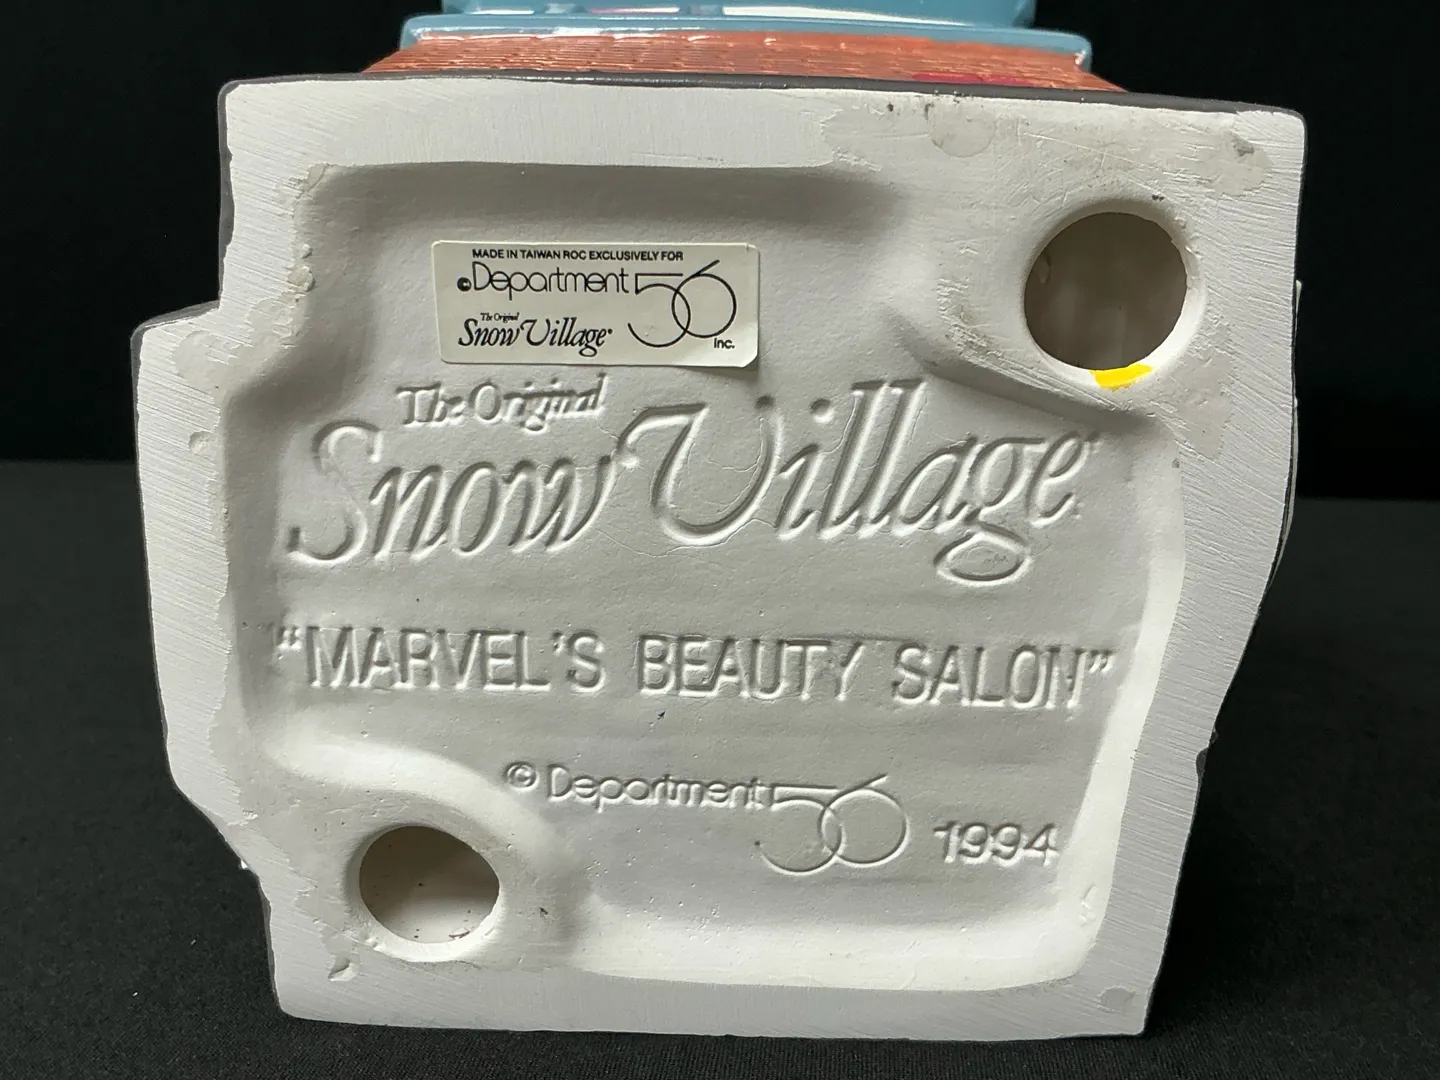 MADE IN TAIWAN ROC EXCLUSIVELY FOR
©Department 56
Inc.
The Original
Snow Village®
The Original
Snow Village®
“MARVEL'S BEAUTY SALON”
© Department 56 1994